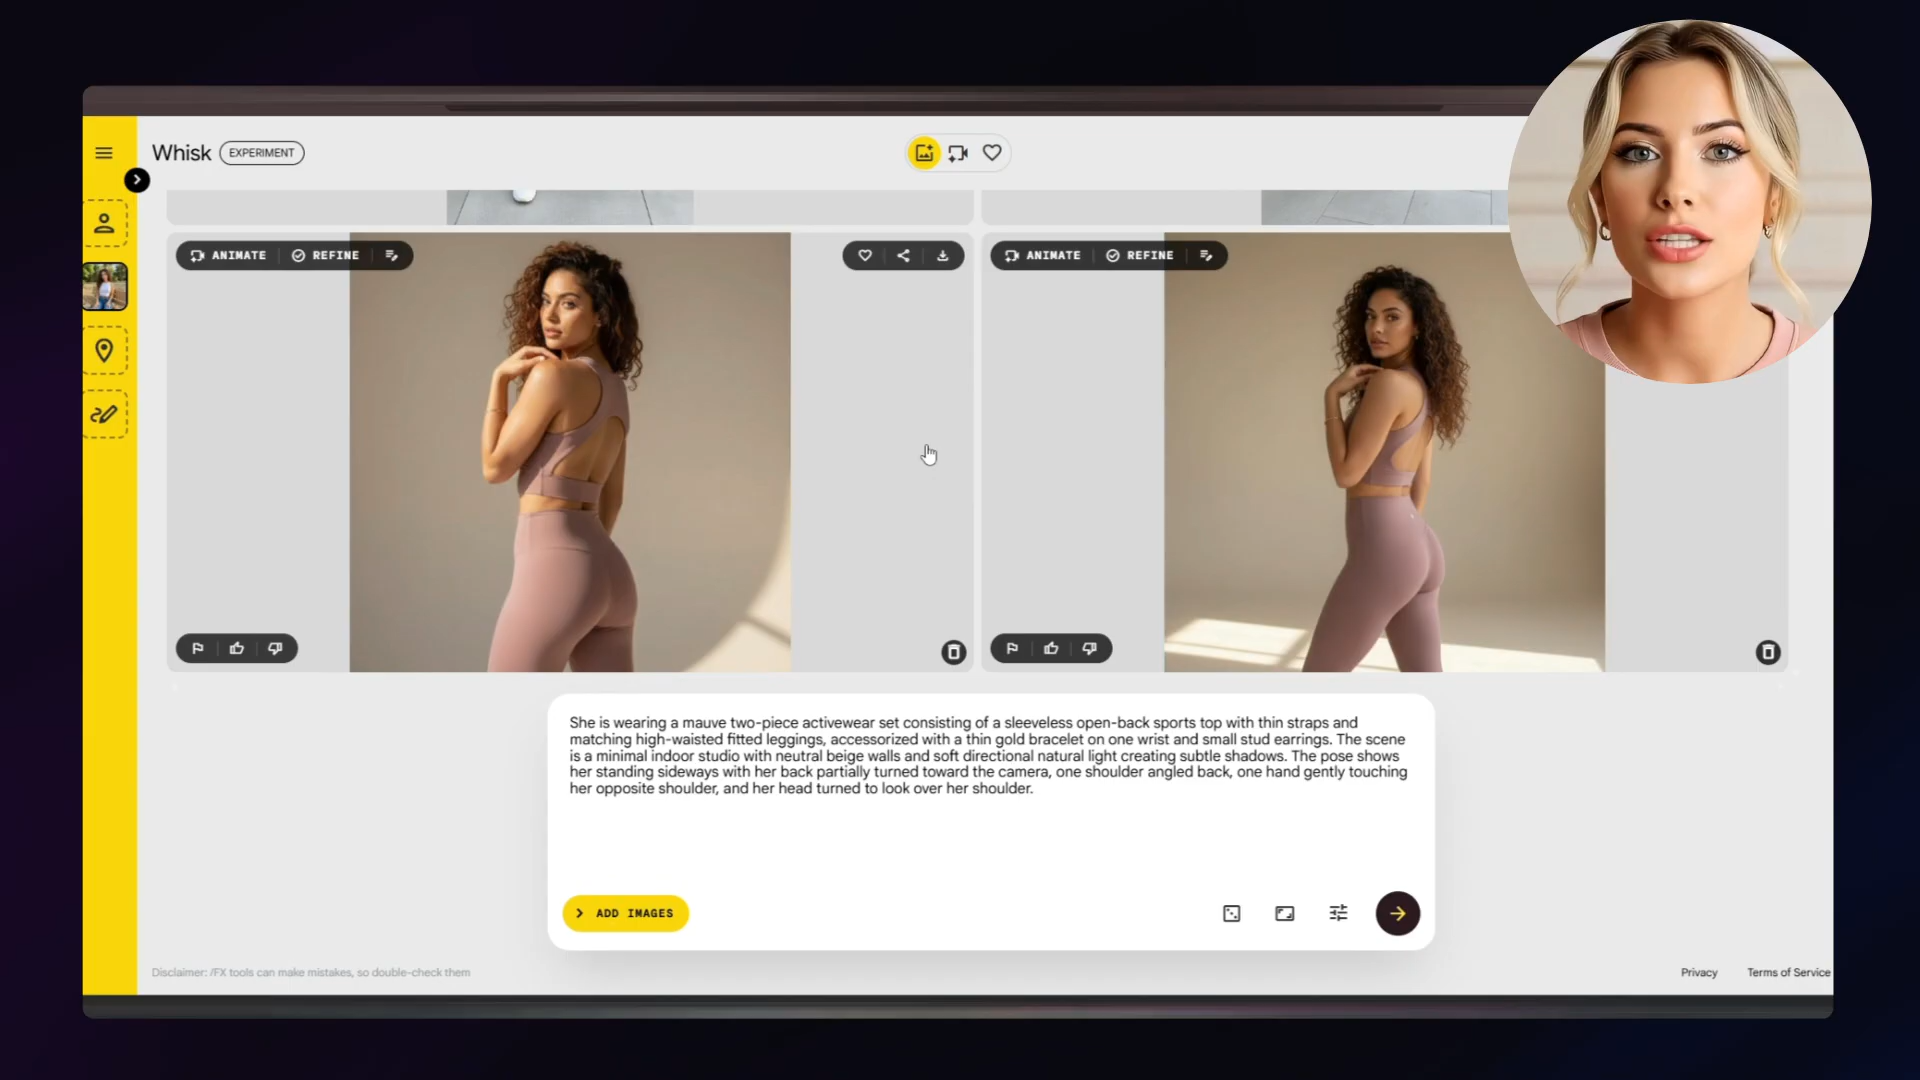 Whisk EXPERIMENT
ANIMATE REFINE
ANIMATE REFINE
She is wearing a mauve two-piece activewear set consisting of a sleeveless open-back sports top with thin straps and
matching high-waisted fitted leggings, accessorized with a thin gold bracelet on one wrist and small stud earrings. The scene
is a minimal indoor studio with neutral beige walls and soft directional natural light creating subtle shadows. The pose shows
her standing sideways with her back partially turned toward the camera, one shoulder angled back, one hand gently touching
her opposite shoulder, and her head turned to look over her shoulder.
ADD IMAGES
Disclaimer: /FX tools can make mistakes, so double-check them
Privacy Terms of Service